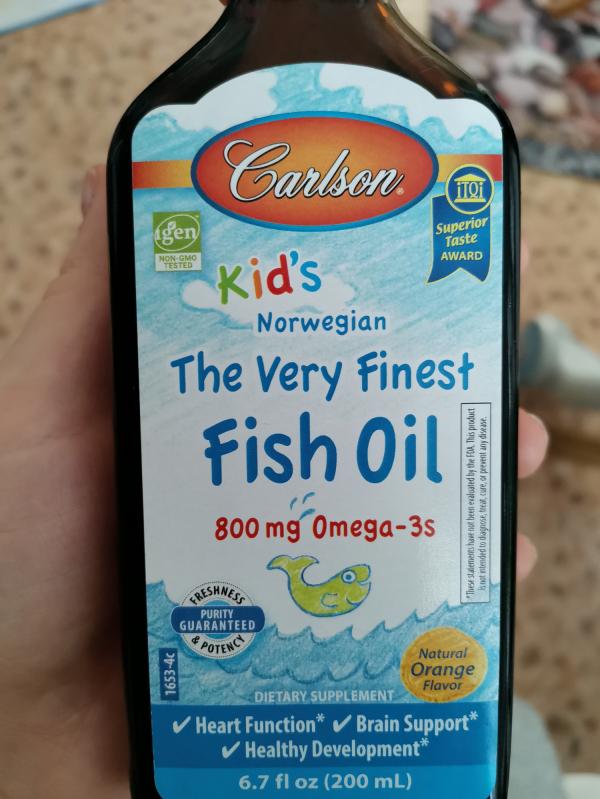 Carlson®
ITQI
Superior
Taste
AWARD
igen
NON-GMO
TESTED
Kid's
Norwegian
The Very Finest
Fish Oil
800 mg Omega-3s
*These statements have not been evaluated by the FDA. This product
is not intended to diagnose, treat, cure, or prevent any disease.
FRESHNESS
PURITY
GUARANTEED
& POTENCY
1653-4c
Natural
Orange
Flavor
DIETARY SUPPLEMENT
✔ Heart Function* ✔ Brain Support*
✔ Healthy Development*
6.7 fl oz (200 mL)